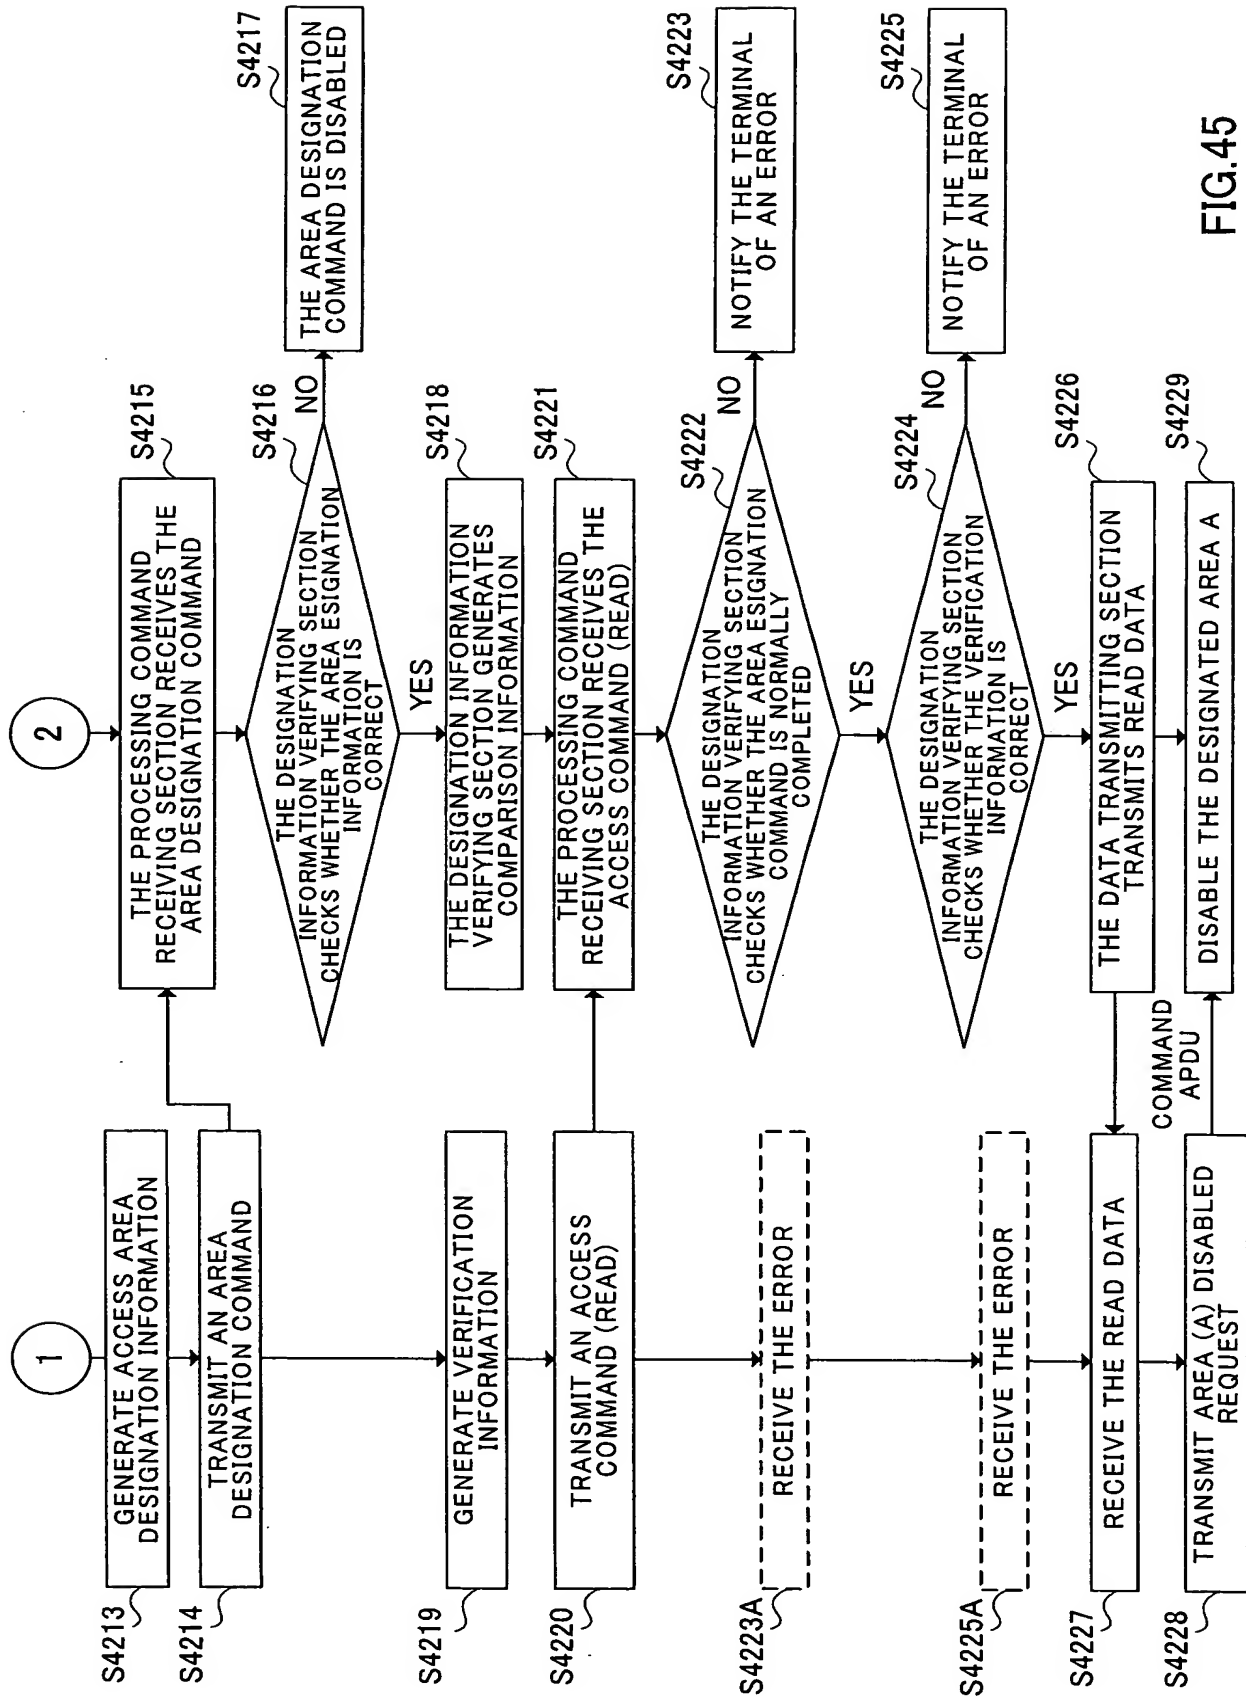 1
S4213
GENERATE ACCESS AREA
DESIGNATION INFORMATION
S4214
TRANSMIT AN AREA
DESIGNATION COMMAND
S4219
GENERATE VERIFICATION
INFORMATION
S4220
TRANSMIT AN ACCESS
COMMAND (READ)
S4223A
RECEIVE THE ERROR
S4225A
RECEIVE THE ERROR
S4227
RECEIVE THE READ DATA
S4228
TRANSMIT AREA (A) DISABLED
REQUEST
COMMAND
APDU
2
S4215
THE PROCESSING COMMAND
RECEIVING SECTION RECEIVES THE
AREA DESIGNATION COMMAND
S4216
THE DESIGNATION
INFORMATION VERIFYING SECTION
CHECKS WHETHER THE AREA ESIGNATION
INFORMATION IS
CORRECT
NO
S4217
THE AREA DESIGNATION
COMMAND IS DISABLED
YES
S4218
THE DESIGNATION INFORMATION
VERIFYING SECTION GENERATES
COMPARISON INFORMATION
S4221
THE PROCESSING COMMAND
RECEIVING SECTION RECEIVES THE
ACCESS COMMAND (READ)
S4222
THE DESIGNATION
INFORMATION VERIFYING SECTION
CHECKS WHETHER THE AREA ESIGNATION
COMMAND IS NORMALLY
COMPLETED
NO
S4223
NOTIFY THE TERMINAL
OF AN ERROR
YES
S4224
THE DESIGNATION
INFORMATION VERIFYING SECTION
CHECKS WHETHER THE VERIFICATION
INFORMATION IS
CORRECT
NO
S4225
NOTIFY THE TERMINAL
OF AN ERROR
YES
S4226
THE DATA TRANSMITTING SECTION
TRANSMITS READ DATA
S4229
DISABLE THE DESIGNATED AREA A
FIG.45